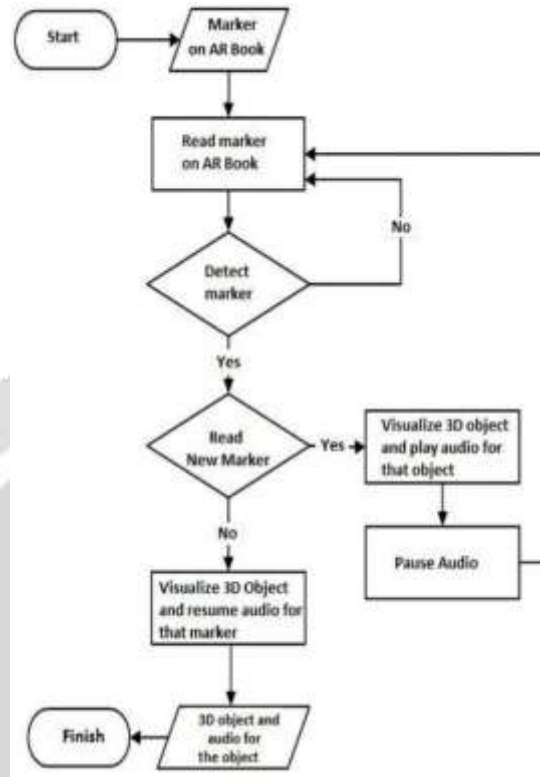 Start
Marker
on AR Book
Read marker
on AR Book
No
Detect
marker
Yes
Read
New Marker
Yes
Visualize 3D object
and play audio for
that object
No
Pause Audio
Visualize 3D Object
and resume audio for
that marker
Finish
3D object and
audio for
the object